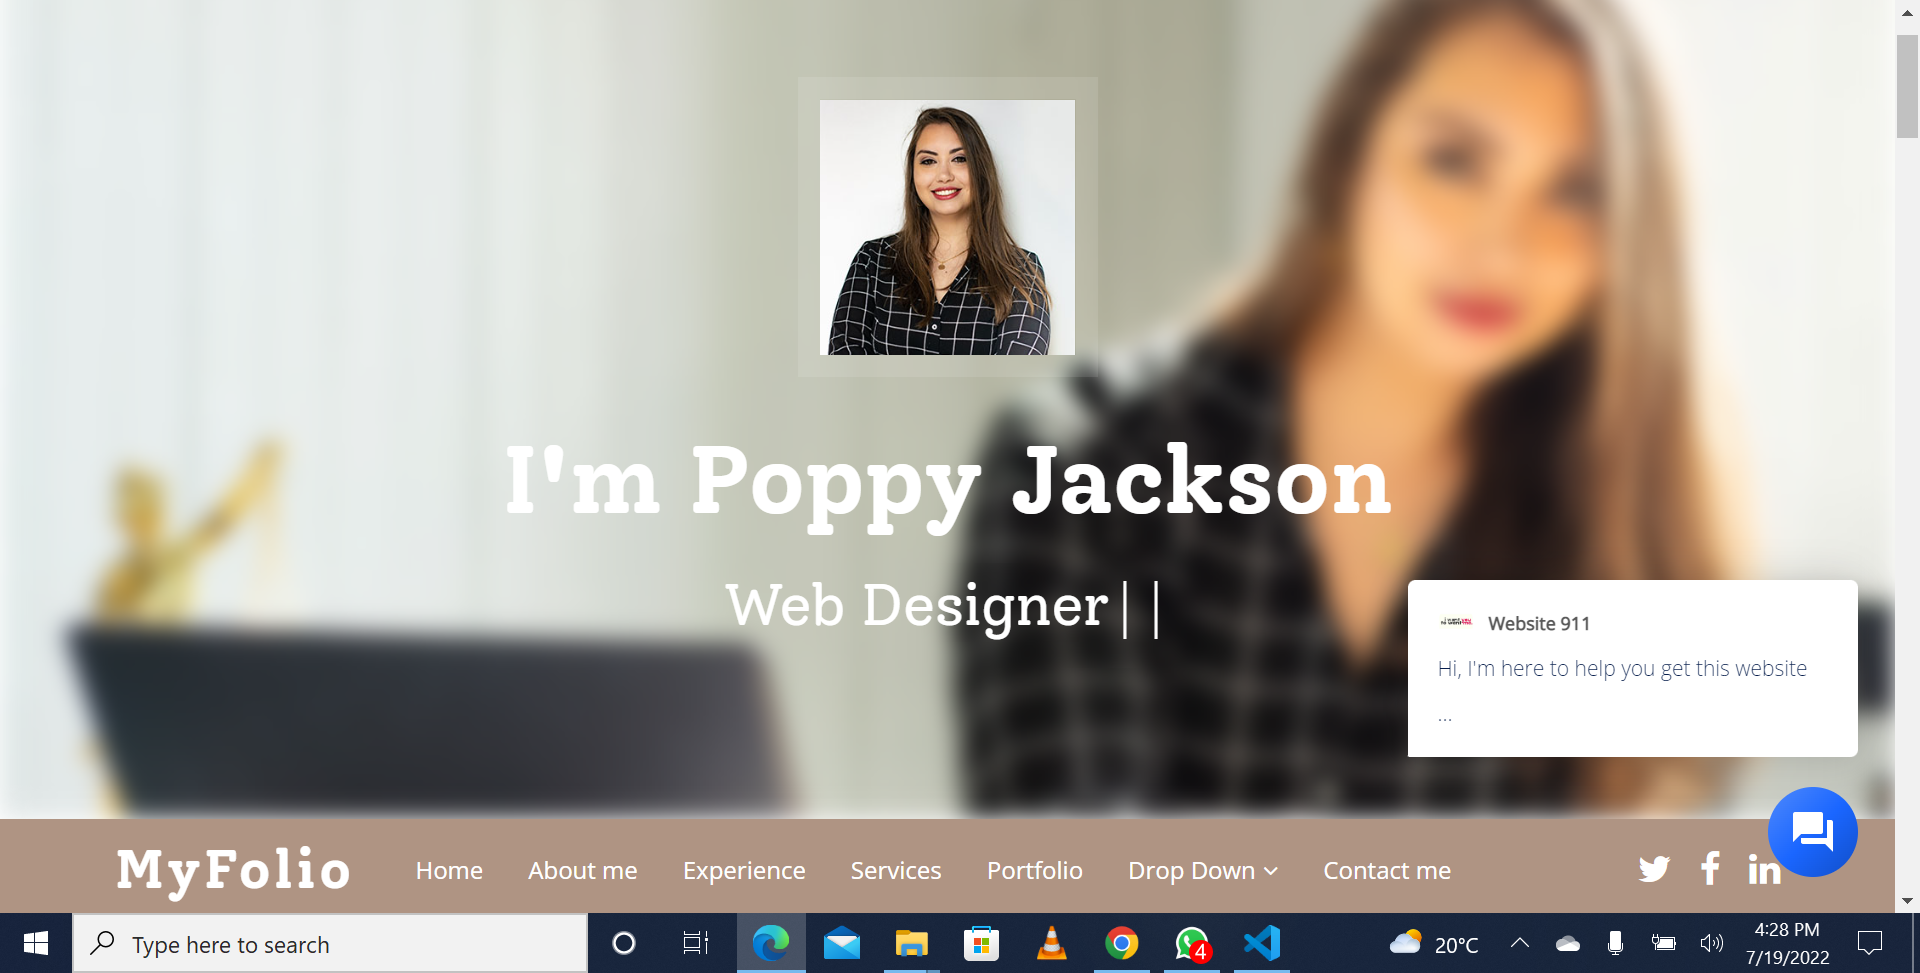 I'm Poppy Jackson
Web Designer||
Website 911
Hi, I'm here to help you get this website
...
MyFolio
Home
About me
Experience
Services
Portfolio
Drop Down
Contact me
Type here to search
4
20°C
4:28 PM
7/19/2022